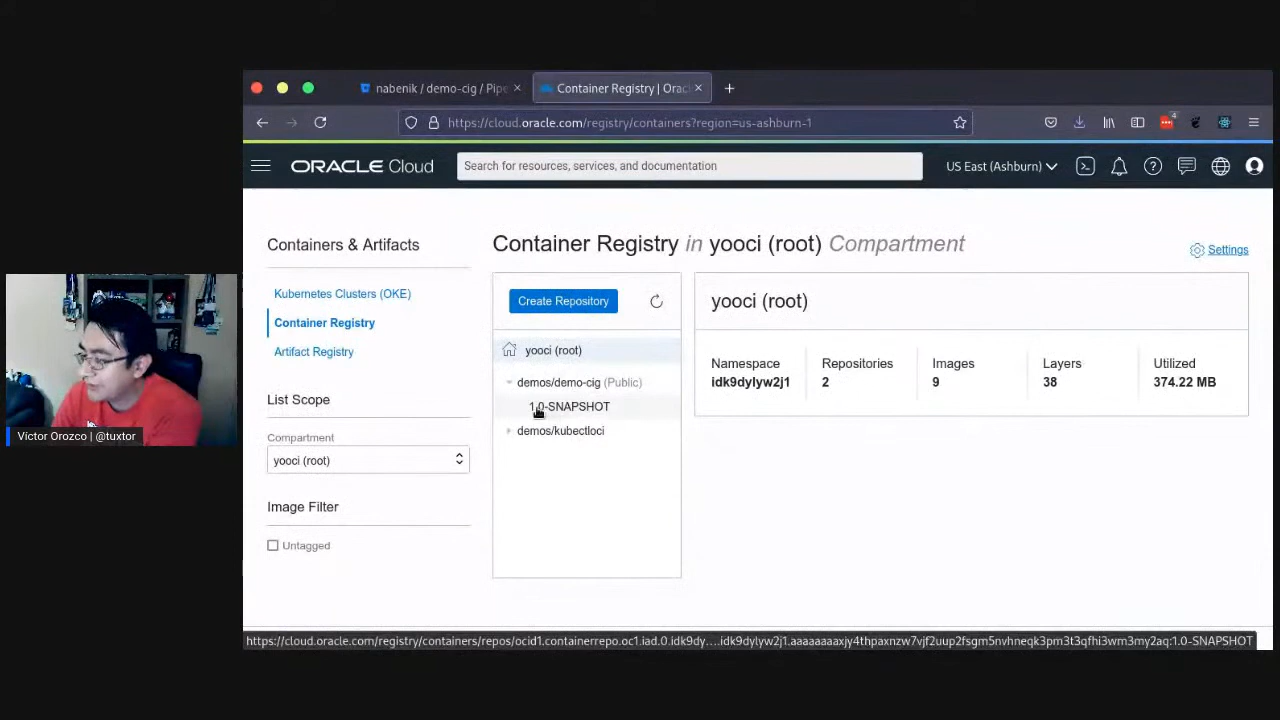 nabenik / demo-cig / Pipe
Container Registry | Orac
https://cloud.oracle.com/registry/containers?region=us-ashburn-1
4
ORACLE Cloud
Search for resources, services, and documentation
US East (Ashburn)
Containers & Artifacts
Kubernetes Clusters (OKE)
Container Registry
Artifact Registry
List Scope
Compartment
yooci (root)
Image Filter
Untagged
Container Registry in yooci (root) Compartment
Settings
Create Repository
yooci (root)
demos/demo-cig (Public)
1.0-SNAPSHOT
demos/kubectloci
yooci (root)
Namespace
idk9dylyw2j1
Repositories
2
Images
9
Layers
38
Utilized
374.22 MB
Víctor Orozco | @tuxtor
https://cloud.oracle.com/registry/containers/repos/ocid1.containerrepo.oc1.iad.0.idk9dy....idk9dylyw2j1.aaaaaaaaxjy4thpaxnzw7vjf2uup2fsgm5nvhneqk3pm3t3qfhi3wm3my2aq:1.0-SNAPSHOT